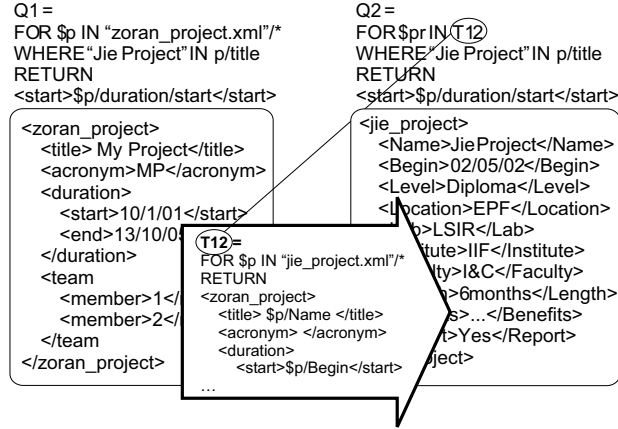 Q1 =
FOR $p IN "zoran_project.xml"/*
WHERE "Jie Project" IN p/title
RETURN
<start>$p/duration/start</start>
<zoran_project>
<title> My Project</title>
<acronym>MP</acronym>
<duration>
<start>10/1/01</start>
<end>13/10/05
</duration>
<team
<member>1</
<member>2</
</team
</zoran_project>
Q2 =
FOR $pr IN T12
WHERE "Jie Project" IN p/title
RETURN
<start>$p/duration/start</start>
<jie_project>
<Name>JieProject</Name>
<Begin>02/05/02</Begin>
<Level>Diploma</Level>
<Location>EPF</Location>
b>LSIR</Lab>
tute>IIF</Institute>
lty>I&C</Faculty>
>6months</Length>
s>...</Benefits>
t>Yes</Report>
oject>
T12 =
FOR $p IN "jie_project.xml"/*
RETURN
<zoran_project>
<title> $p/Name </title>
<acronym> </acronym>
<duration>
<start>$p/Begin</start>
...